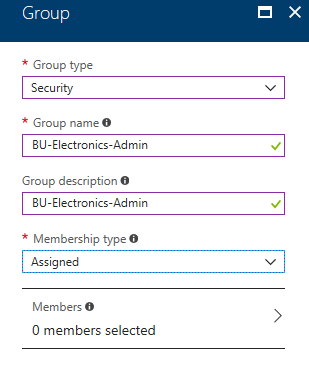 Group
* Group type
Security
* Group name
BU-Electronics-Admin
Group description
BU-Electronics-Admin
* Membership type
Assigned
Members
0 members selected